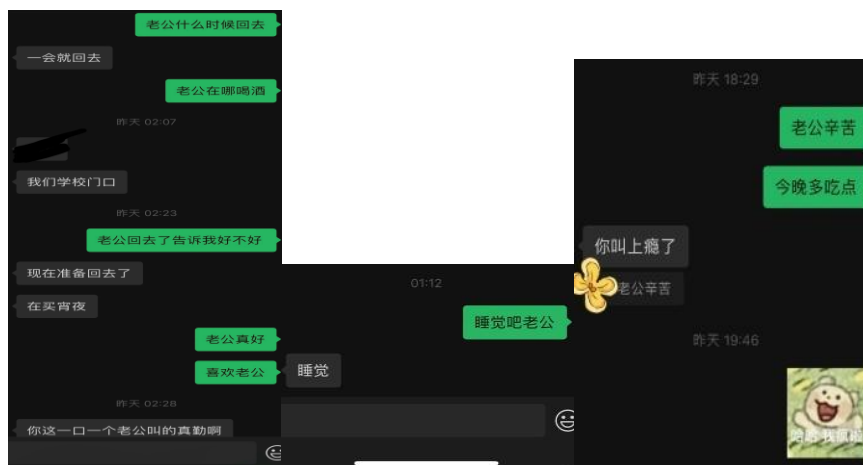 老公什么时候回去
一会就回去
老公在哪喝酒
昨天 02:07
我们学校门口
昨天 02:23
老公回去了告诉我好不好
现在准备回去了
在买宵夜
老公真好
喜欢老公
昨天 02:28
你这一口一个老公叫的真勤啊
01:12
睡觉吧老公
睡觉
昨天 18:29
老公辛苦
今晚多吃点
你叫上瘾了
老公辛苦
昨天 19:46
哈哈 我疯啦